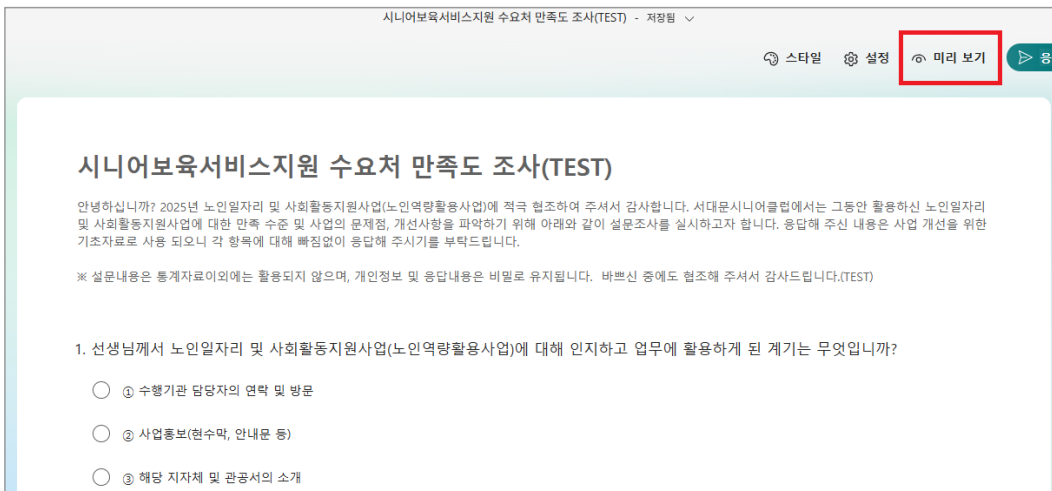 시니어보육서비스지원 수요처 만족도 조사(TEST) - 저장됨
스타일 설정 미리 보기 응
시니어보육서비스지원 수요처 만족도 조사(TEST)
안녕하십니까? 2025년 노인일자리 및 사회활동지원사업(노인역량활용사업)에 적극 협조하여 주셔서 감사합니다. 서대문시니어클럽에서는 그동안 활용하신 노인일자리
및 사회활동지원사업에 대한 만족 수준 및 사업의 문제점, 개선사항을 파악하기 위해 아래와 같이 설문조사를 실시하고자 합니다. 응답해 주신 내용은 사업 개선을 위한
기초자료로 사용 되오니 각 항목에 대해 빠짐없이 응답해 주시기를 부탁드립니다.
※ 설문내용은 통계자료이외에는 활용되지 않으며, 개인정보 및 응답내용은 비밀로 유지됩니다. 바쁘신 중에도 협조해 주셔서 감사드립니다.(TEST)
1. 선생님께서 노인일자리 및 사회활동지원사업(노인역량활용사업)에 대해 인지하고 업무에 활용하게 된 계기는 무엇입니까?
① 수행기관 담당자의 연락 및 방문
② 사업홍보(현수막, 안내문 등)
③ 해당 지자체 및 관공서의 소개